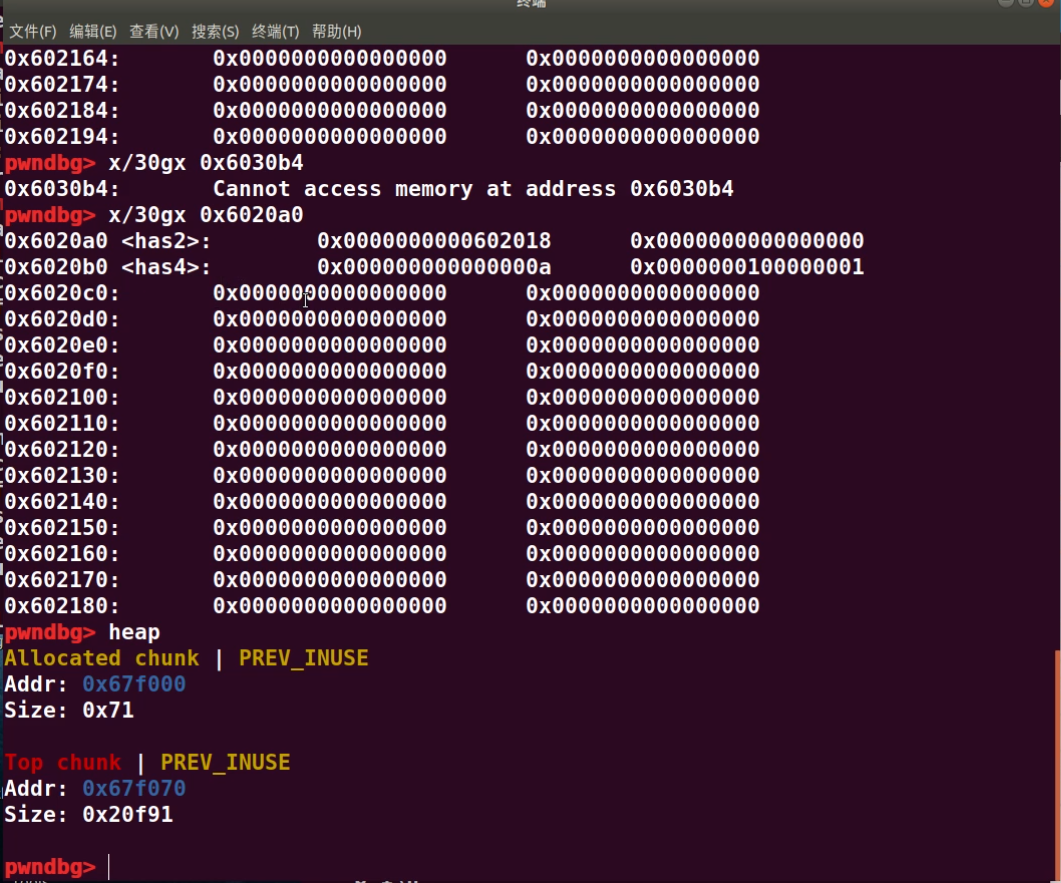 终端
文件(F) 编辑(E) 查看(V) 搜索(S) 终端(T) 帮助(H)
0x602164: 0x0000000000000000 0x0000000000000000
0x602174: 0x0000000000000000 0x0000000000000000
0x602184: 0x0000000000000000 0x0000000000000000
0x602194: 0x0000000000000000 0x0000000000000000
pwndbg> x/30gx 0x6030b4
0x6030b4: Cannot access memory at address 0x6030b4
pwndbg> x/30gx 0x6020a0
0x6020a0 <has2>: 0x0000000000602018 0x0000000000000000
0x6020b0 <has4>: 0x000000000000000a 0x0000000100000001
0x6020c0: 0x0000000000000000 0x0000000000000000
0x6020d0: 0x0000000000000000 0x0000000000000000
0x6020e0: 0x0000000000000000 0x0000000000000000
0x6020f0: 0x0000000000000000 0x0000000000000000
0x602100: 0x0000000000000000 0x0000000000000000
0x602110: 0x0000000000000000 0x0000000000000000
0x602120: 0x0000000000000000 0x0000000000000000
0x602130: 0x0000000000000000 0x0000000000000000
0x602140: 0x0000000000000000 0x0000000000000000
0x602150: 0x0000000000000000 0x0000000000000000
0x602160: 0x0000000000000000 0x0000000000000000
0x602170: 0x0000000000000000 0x0000000000000000
0x602180: 0x0000000000000000 0x0000000000000000
pwndbg> heap
Allocated chunk | PREV_INUSE
Addr: 0x67f000
Size: 0x71
Top chunk | PREV_INUSE
Addr: 0x67f070
Size: 0x20f91
pwndbg>